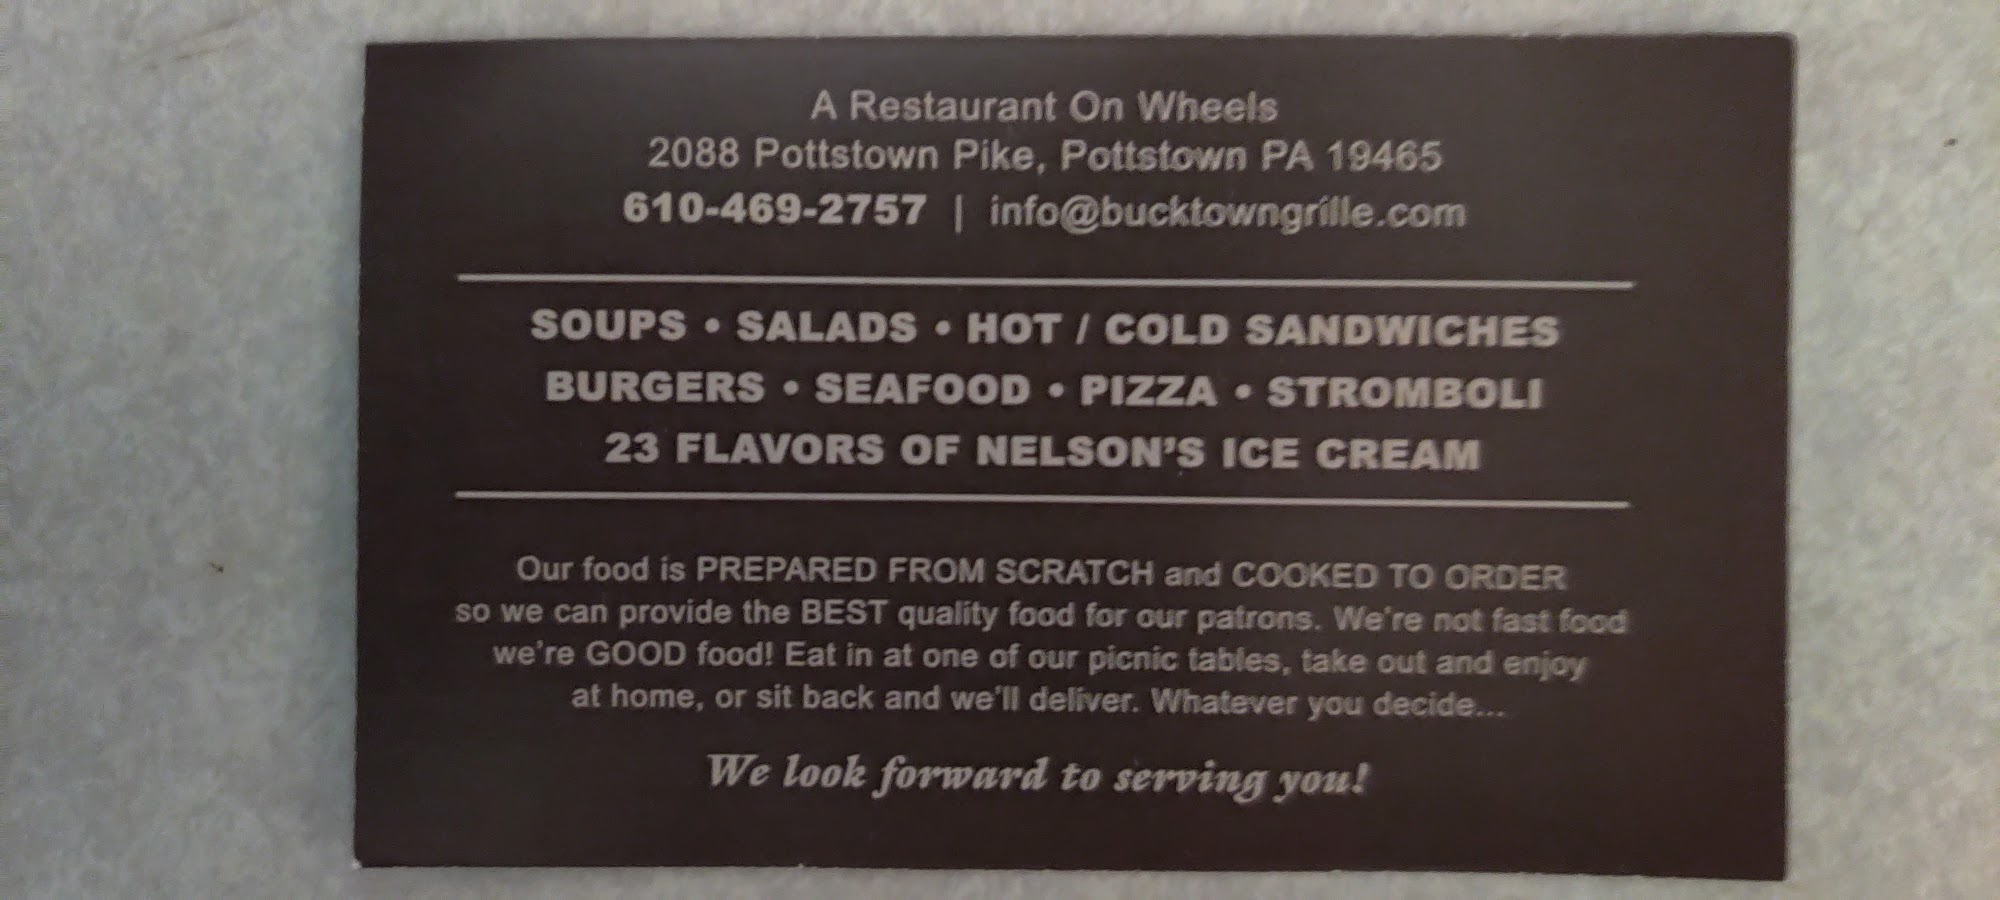 A Restaurant On Wheels
2088 Pottstown Pike, Pottstown PA 19465
610-469-2757 | info@bucktowngrille.com
SOUPS • SALADS • HOT / COLD SANDWICHES
BURGERS • SEAFOOD • PIZZA • STROMBOLI
23 FLAVORS OF NELSON'S ICE CREAM
Our food is PREPARED FROM SCRATCH and COOKED TO ORDER
so we can provide the BEST quality food for our patrons. We're not fast food
we're GOOD food! Eat in at one of our picnic tables, take out and enjoy
at home, or sit back and we'll deliver. Whatever you decide...
We look forward to serving you!